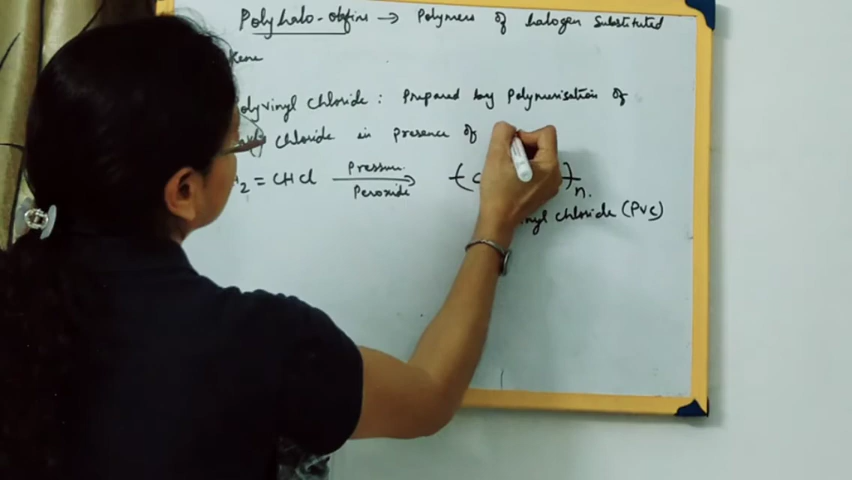 Polyhalo-olefins → Polymers of halogen substituted
kene
olyvinyl chloride : Prepared by Polymerisation of
chloride in presence of
2 = CHCl Pressure Peroxide ( C )n.
nyl chloride (PVC)